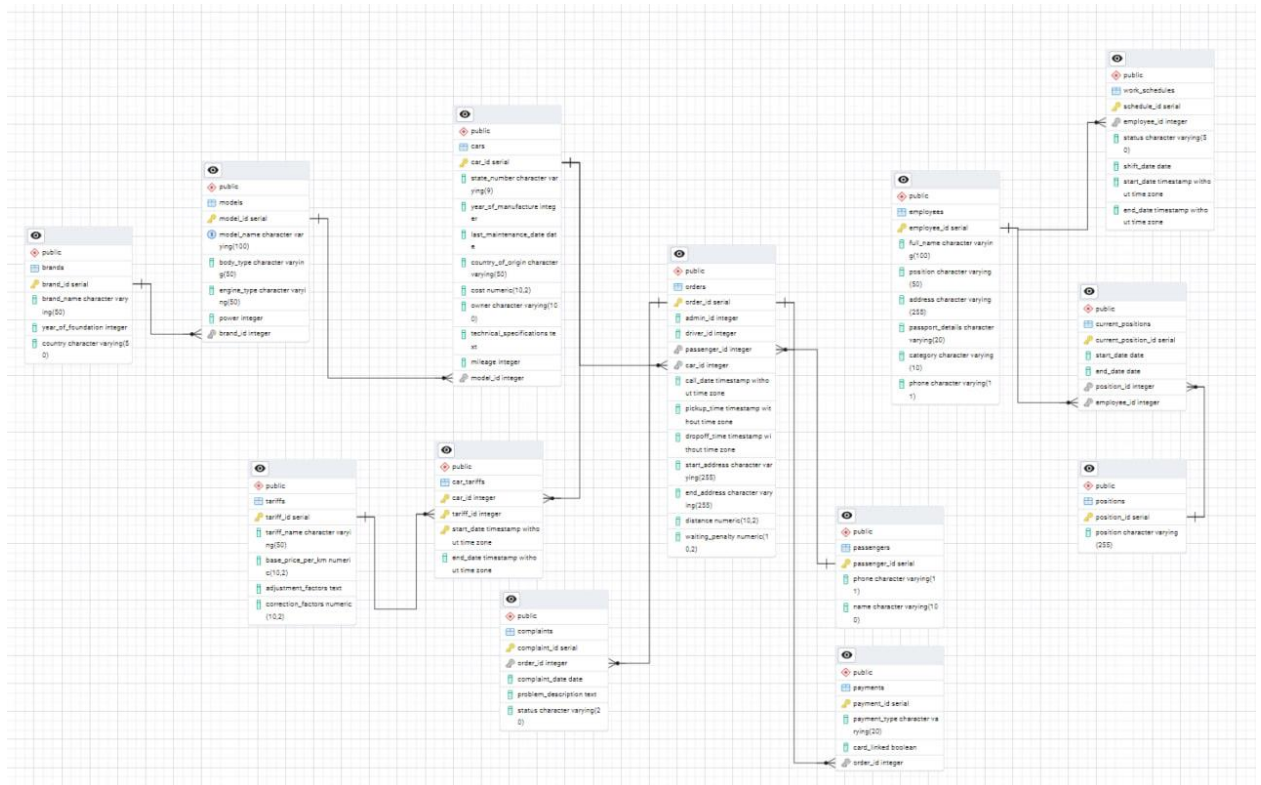 public
brands
brand_id serial
brand_name character vary
ing(50)
year_of_foundation integer
country character varying(5
0)
public
models
model_id serial
model_name character var
ying(100)
body_type character varyin
g(50)
engine_type character varyi
ng(50)
power integer
brand_id integer
public
cars
car_id serial
state_number character var
ying(9)
year_of_manufacture integ
er
last_maintenance_date dat
e
country_of_origin character
varying(50)
cost numeric(10,2)
owner character varying(10
0)
technical_specifications te
xt
mileage integer
model_id integer
public
tariffs
tariff_id serial
tariff_name character varyi
ng(50)
base_price_per_km numeri
c(10,2)
adjustment_factors text
correction_factors numeric
(10,2)
public
car_tariffs
car_id integer
tariff_id integer
start_date timestamp witho
ut time zone
end_date timestamp witho
ut time zone
public
complaints
complaint_id serial
order_id integer
complaint_date date
problem_description text
status character varying(2
0)
public
orders
order_id serial
admin_id integer
driver_id integer
passenger_id integer
car_id integer
call_date timestamp witho
ut time zone
pickup_time timestamp wit
hout time zone
dropoff_time timestamp wi
thout time zone
start_address character var
ying(255)
end_address character vary
ing(255)
distance numeric(10,2)
waiting_penalty numeric(1
0,2)
public
employees
employee_id serial
full_name character varyin
g(100)
position character varying
(50)
address character varying
(255)
passport_details character
varying(20)
category character varying
(10)
phone character varying(1
1)
public
passengers
passenger_id serial
phone character varying(1
1)
name character varying(10
0)
public
payments
payment_id serial
payment_type character va
rying(20)
card_linked boolean
order_id integer
public
work_schedules
schedule_id serial
employee_id integer
status character varying(5
0)
shift_date date
start_date timestamp witho
ut time zone
end_date timestamp witho
ut time zone
public
current_positions
current_position_id serial
start_date date
end_date date
position_id integer
employee_id integer
public
positions
position_id serial
position character varying
(255)